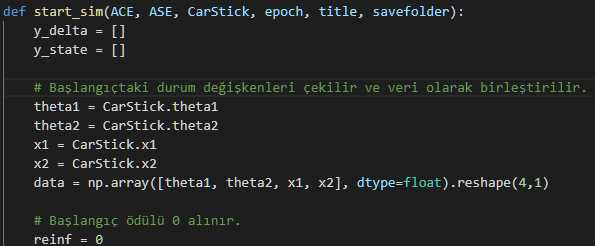 def start_sim(ACE, ASE, CarStick, epoch, title, savefolder):
    y_delta = []
    y_state = []

    # Başlangıçtaki durum değişkenleri çekilir ve veri olarak birleştirilir.
    theta1 = CarStick.theta1
    theta2 = CarStick.theta2
    x1 = CarStick.x1
    x2 = CarStick.x2
    data = np.array([theta1, theta2, x1, x2], dtype=float).reshape(4,1)

    # Başlangıç ödülü 0 alınır.
    reinf = 0